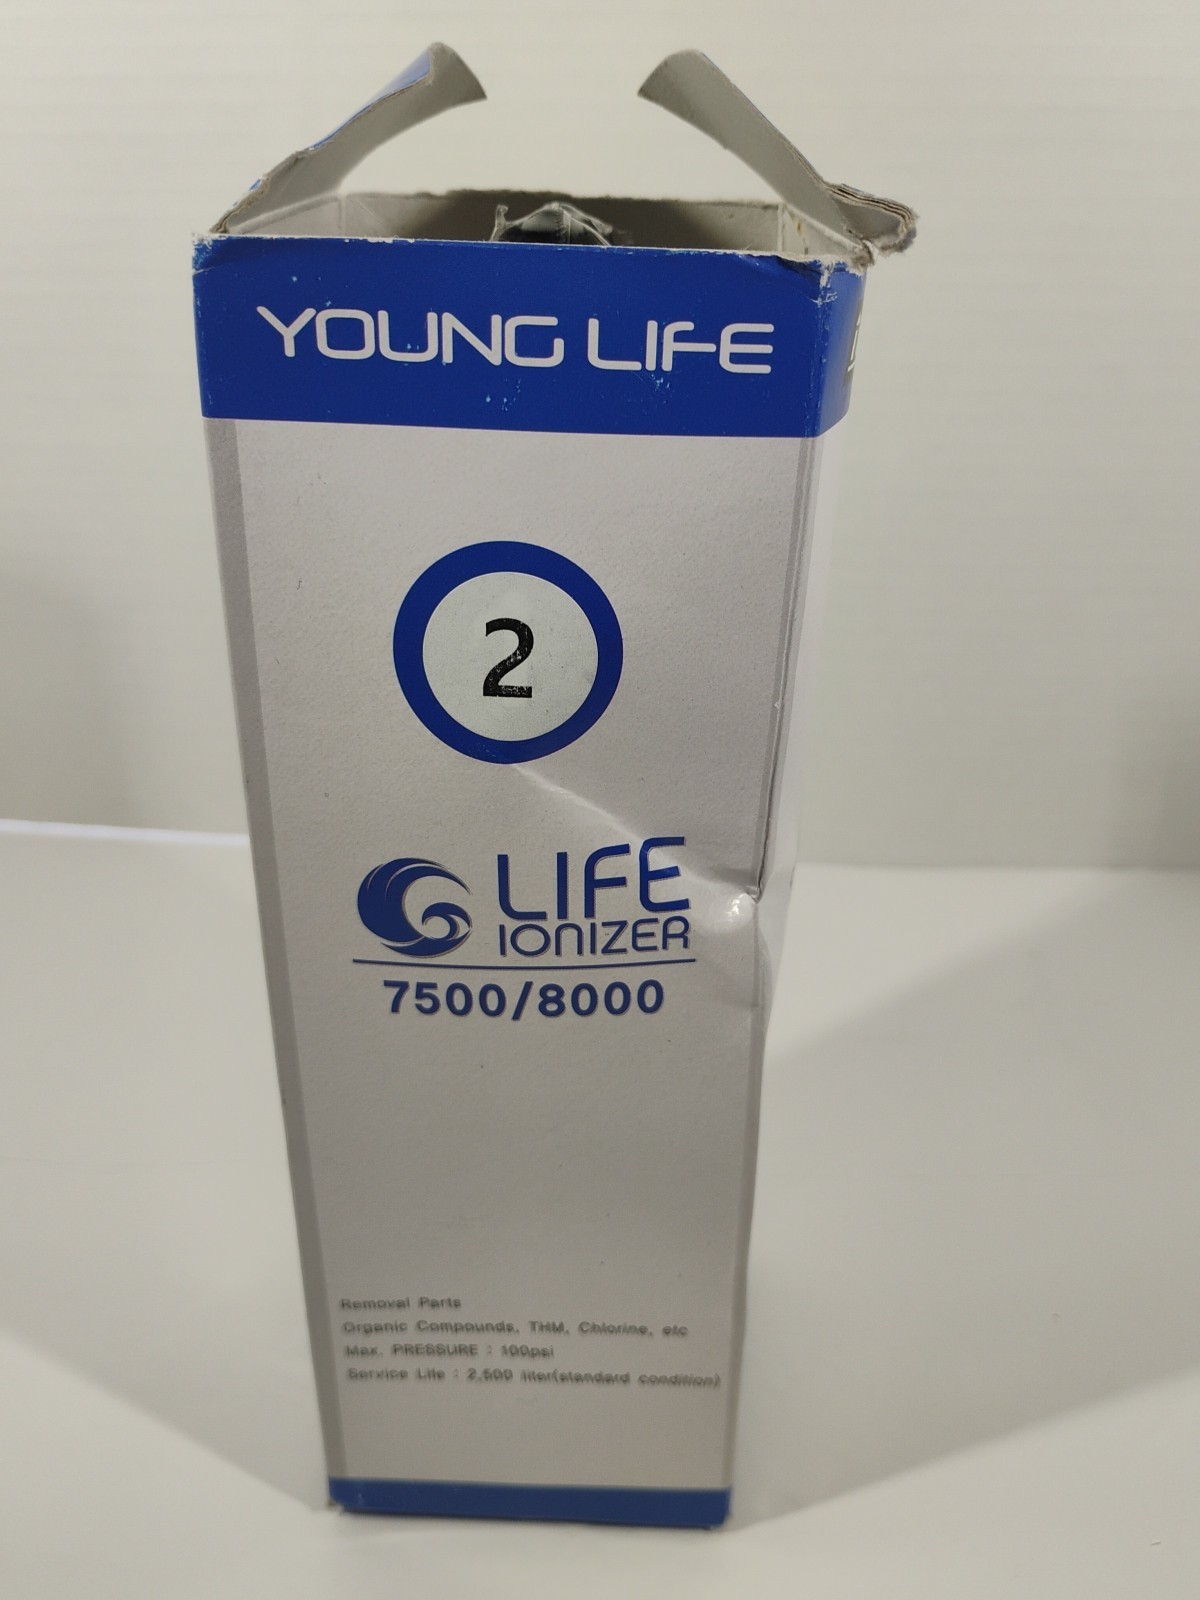 YOUNG LIFE
2
LIFE
IONIZER
7500/8000
Removal Parts
Organic Compounds, THM, Chlorine, etc
Max. PRESSURE : 100psi
Service Life : 2,500 liter(standard condition)